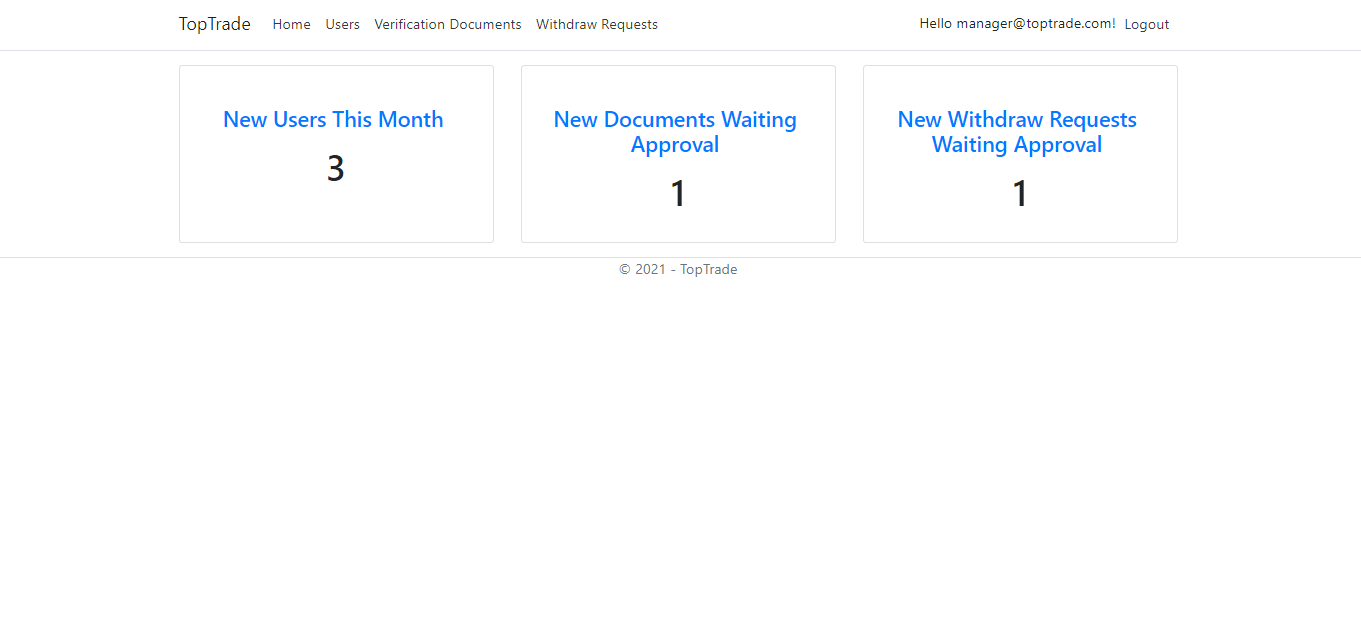 TopTrade Home Users Verification Documents Withdraw Requests Hello manager@toptrade.com! Logout
New Users This Month
3
New Documents Waiting
Approval
1
New Withdraw Requests
Waiting Approval
1
© 2021 - TopTrade